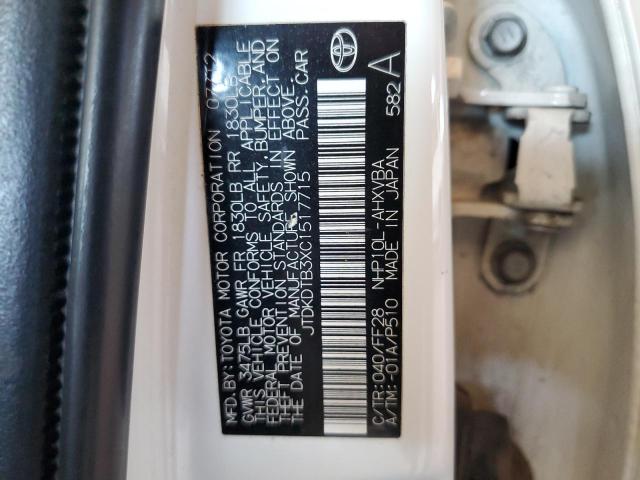 MFD. BY: TOYOTA MOTOR CORPORATION 07/12
GVWR 3475LB GAWR FR 1830LB RR 1830LB
THIS VEHICLE CONFORMS TO ALL APPLICABLE
FEDERAL MOTOR VEHICLE SAFETY, BUMPER, AND
THEFT PREVENTION STANDARDS IN EFFECT ON
THE DATE OF MANUFACTURE SHOWN ABOVE.
JTDKDTB3XC1517715 PASS. CAR
C/TR: 040/FF28 NHP10L-AHXVBA
A/TM: -01A/P510 MADE IN JAPAN 582 A